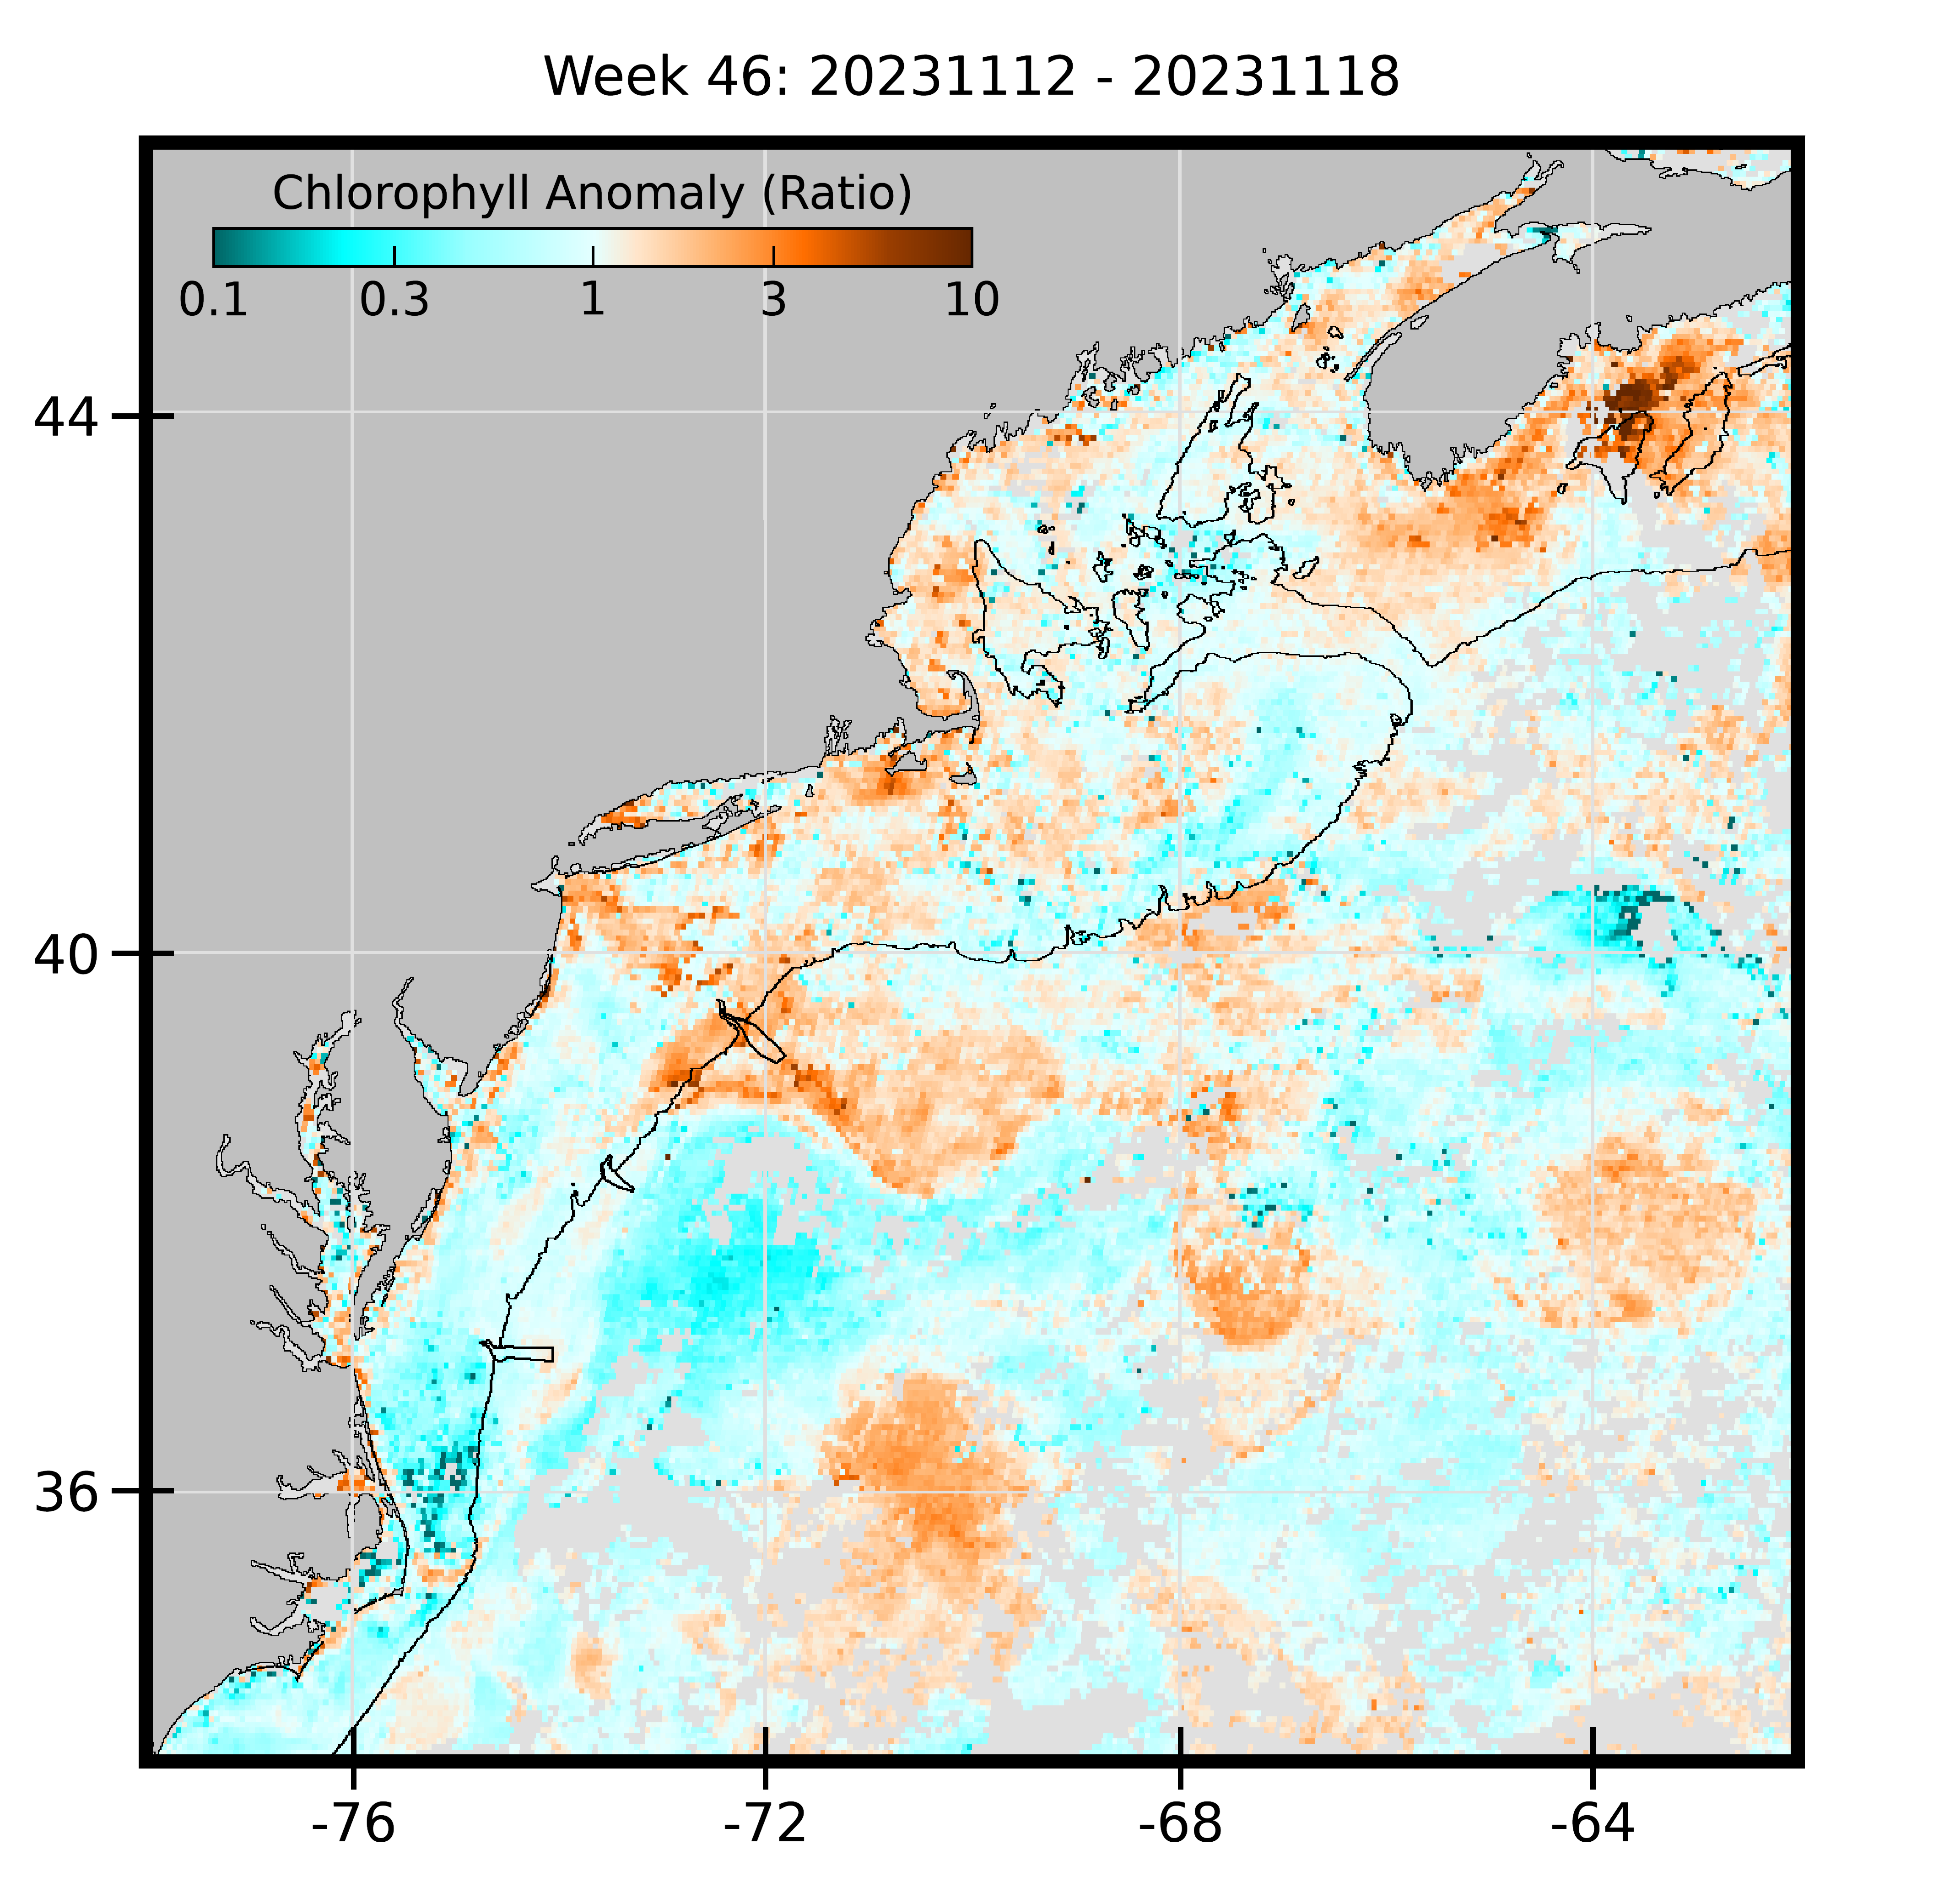 Week 46: 20231112 - 20231118
Chlorophyll Anomaly (Ratio)
0.1 0.3 1 3 10
44
40
36
-76 -72 -68 -64